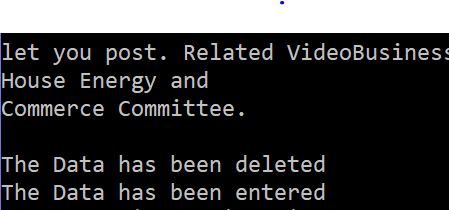 let you post. Related VideoBusiness
House Energy and
Commerce Committee.
The Data has been deleted
The Data has been entered